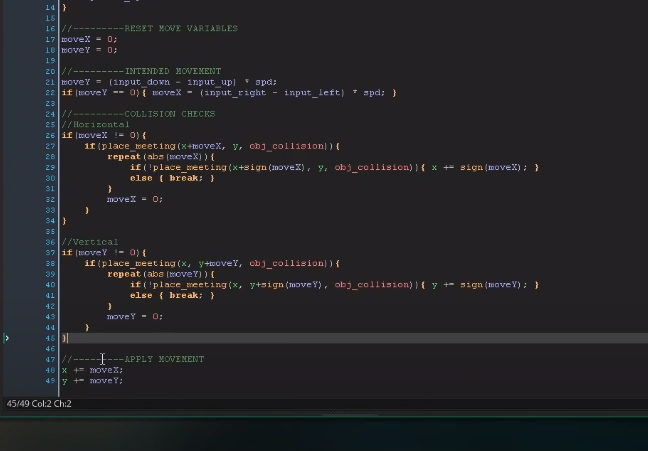 14 }
15
16 //---------RESET MOVE VARIABLES
17 moveX = 0;
18 moveY = 0;
19
20 //---------INTENDED MOVEMENT
21 moveY = (input_down - input_up) * spd;
22 if(moveY == 0){ moveX = (input_right - input_left) * spd; }
23
24 //---------COLLISION CHECKS
25 //Horizontal
26 if(moveX != 0){
27 if(place_meeting(x+moveX, y, obj_collision)){
28 repeat(abs(moveX)){
29 if(!place_meeting(x+sign(moveX), y, obj_collision)){ x += sign(moveX); }
30 else { break; }
31 }
32 moveX = 0;
33 }
34 }
35
36 //Vertical
37 if(moveY != 0){
38 if(place_meeting(x, y+moveY, obj_collision)){
39 repeat(abs(moveY)){
40 if(!place_meeting(x, y+sign(moveY), obj_collision)){ y += sign(moveY); }
41 else { break; }
42 }
43 moveY = 0;
44 }
45 }
46
47 //---------APPLY MOVEMENT
48 x += moveX;
49 y += moveY;
45/49 Col:2 Ch:2